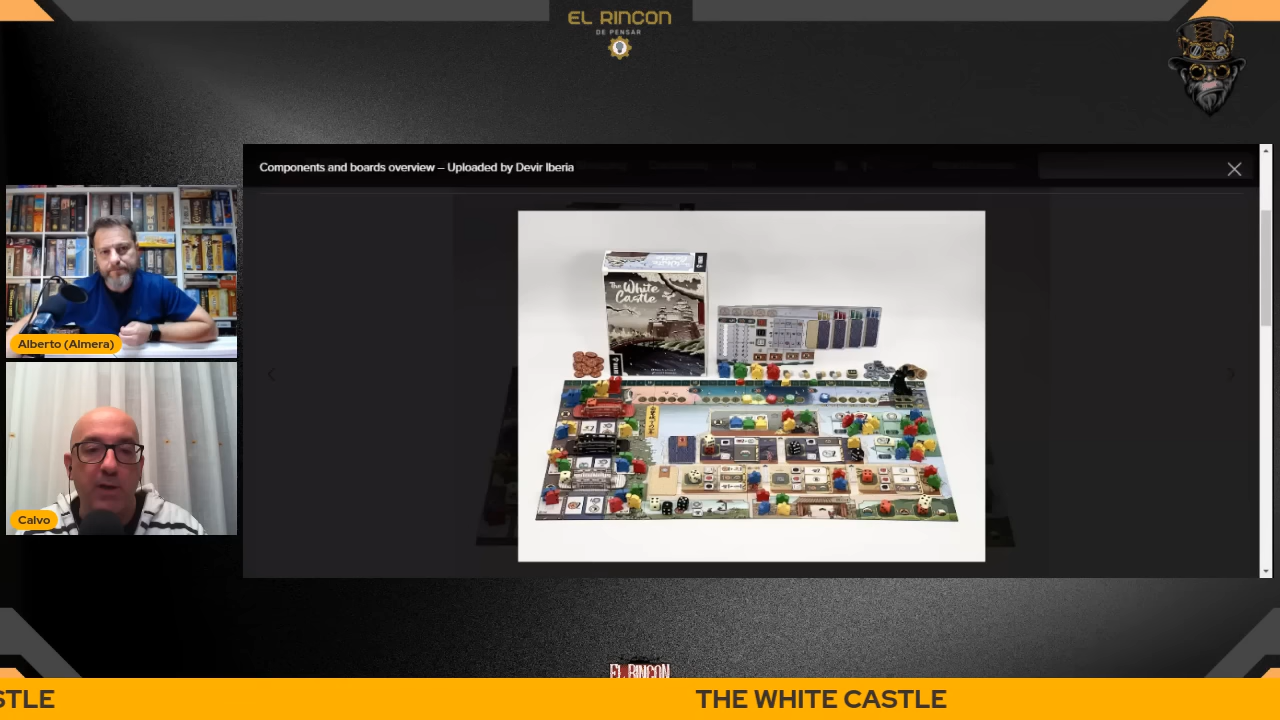 EL RINCON
DE PENSAR
Components and boards overview – Uploaded by Devir Iberia
The White
Castle
Alberto (Almera)
Calvo
EL RINCON
STLE
THE WHITE CASTLE